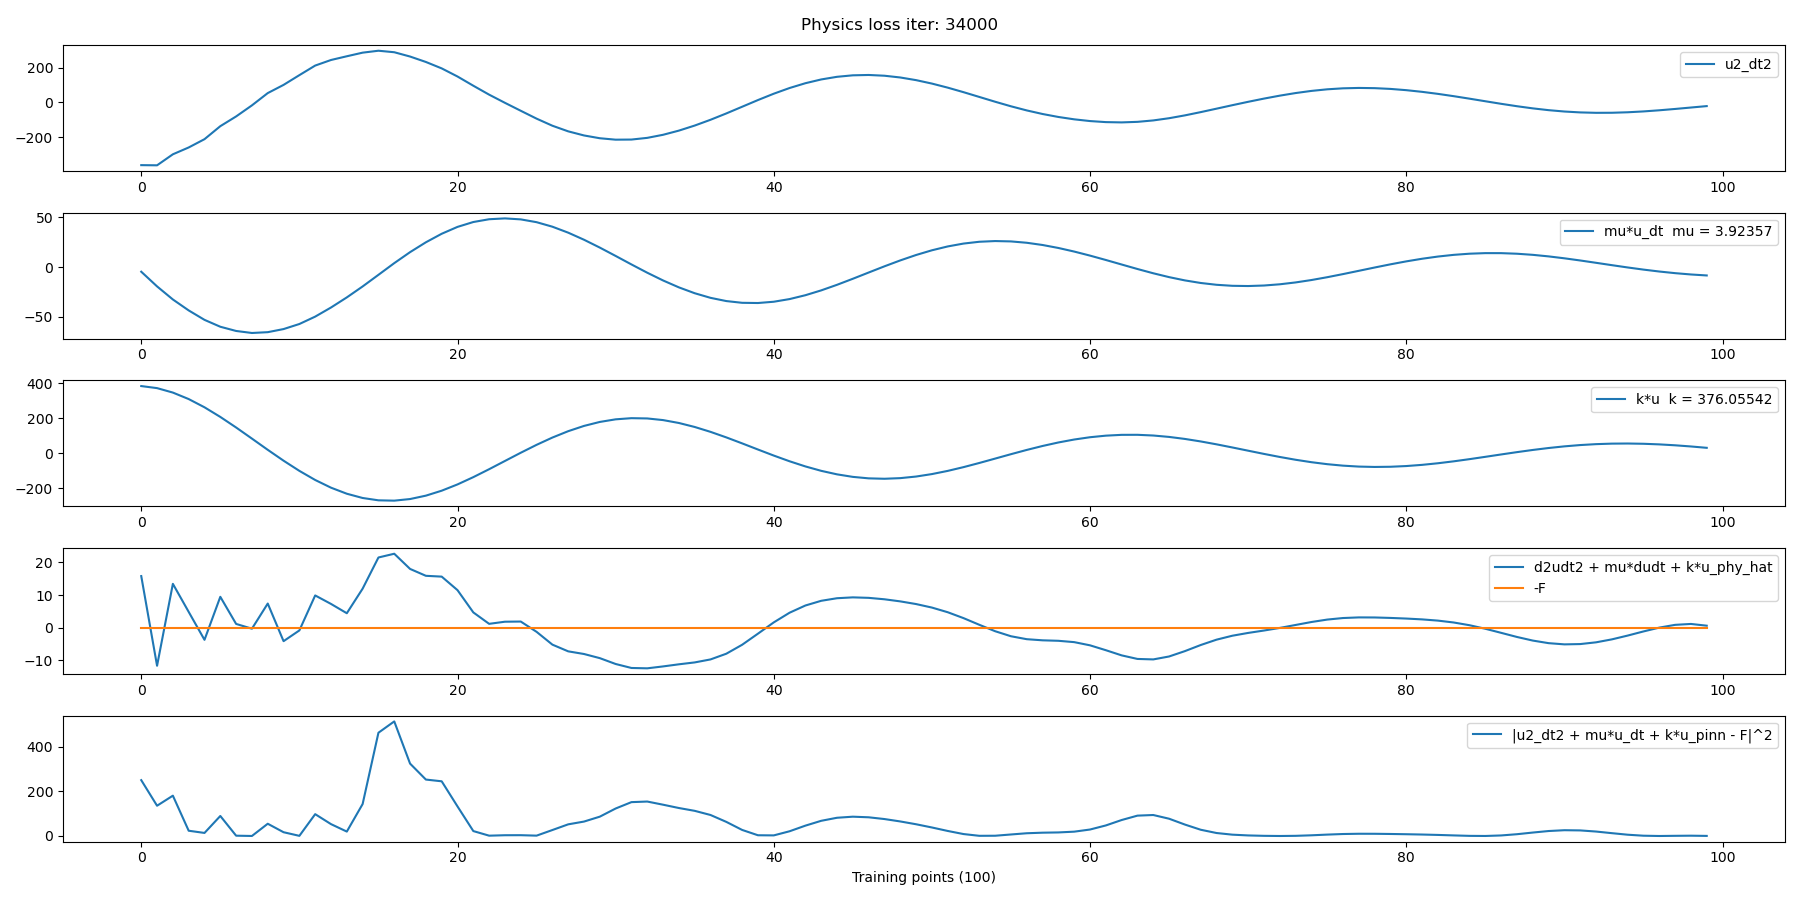 Physics loss iter: 34000
200
0
−200
u2_dt2
0 20 40 60 80 100
50
0
−50
mu*u_dt  mu = 3.92357
0 20 40 60 80 100
400
200
0
−200
k*u  k = 376.05542
0 20 40 60 80 100
20
10
0
−10
d2udt2 + mu*dudt + k*u_phy_hat
-F
0 20 40 60 80 100
400
200
0
|u2_dt2 + mu*u_dt + k*u_pinn - F|^2
0 20 40 60 80 100
Training points (100)